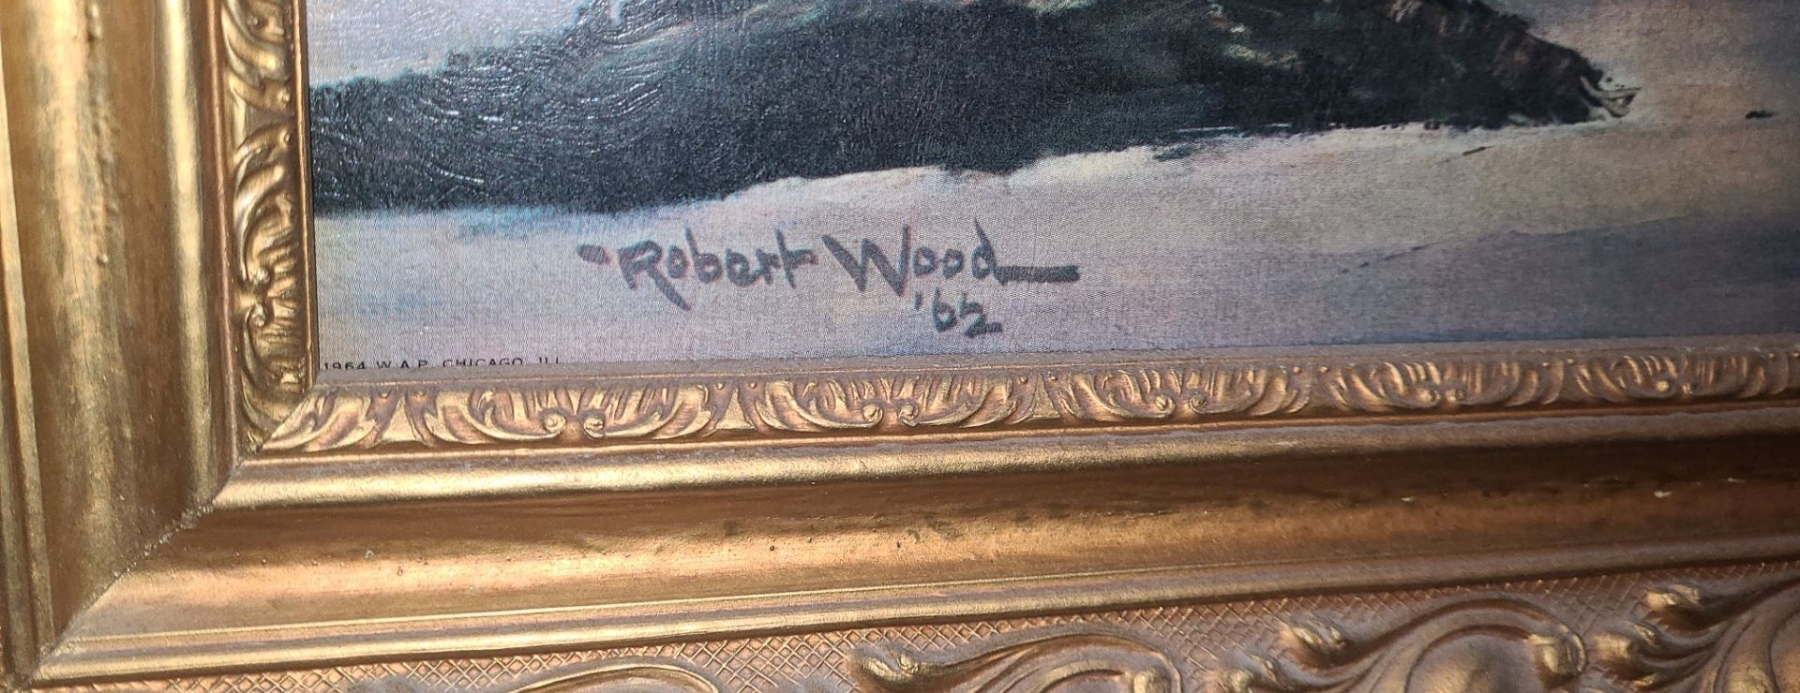 Robert Wood
'62
1964 W.A.P. CHICAGO, ILL